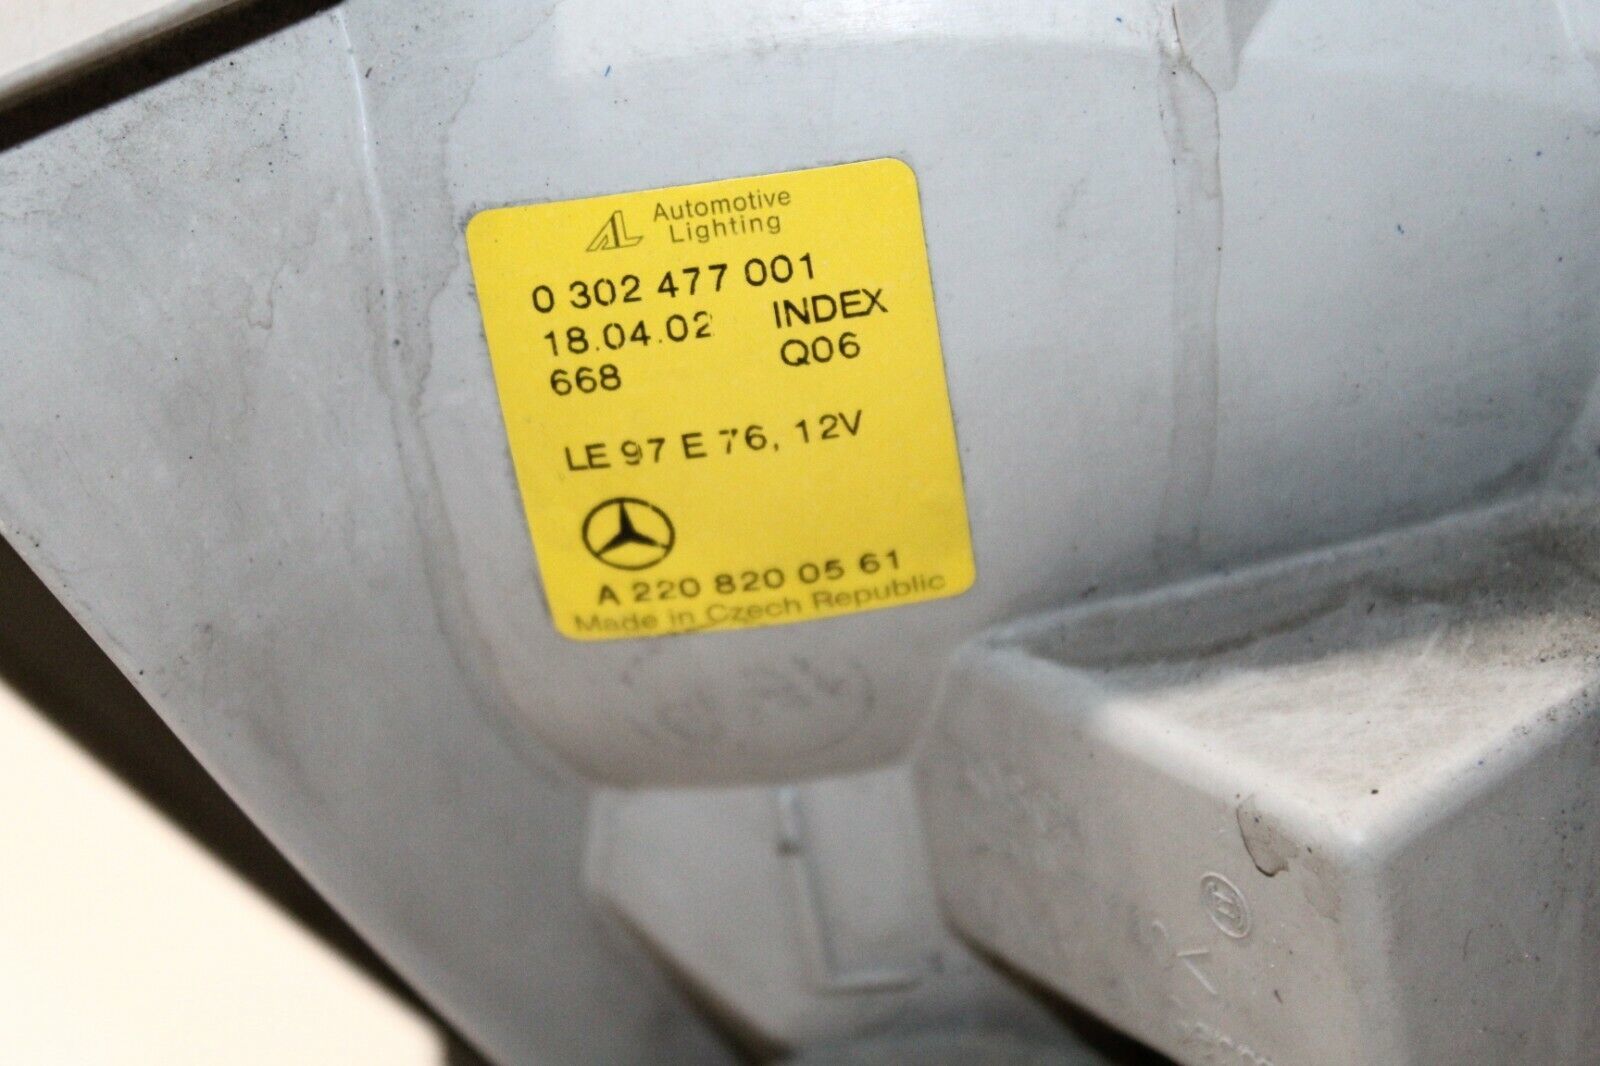 AL Automotive
Lighting
0 302 477 001
18.04.02 INDEX
668 Q06
LE 97 E 76, 12V
A 220 820 05 61
Made in Czech Republic